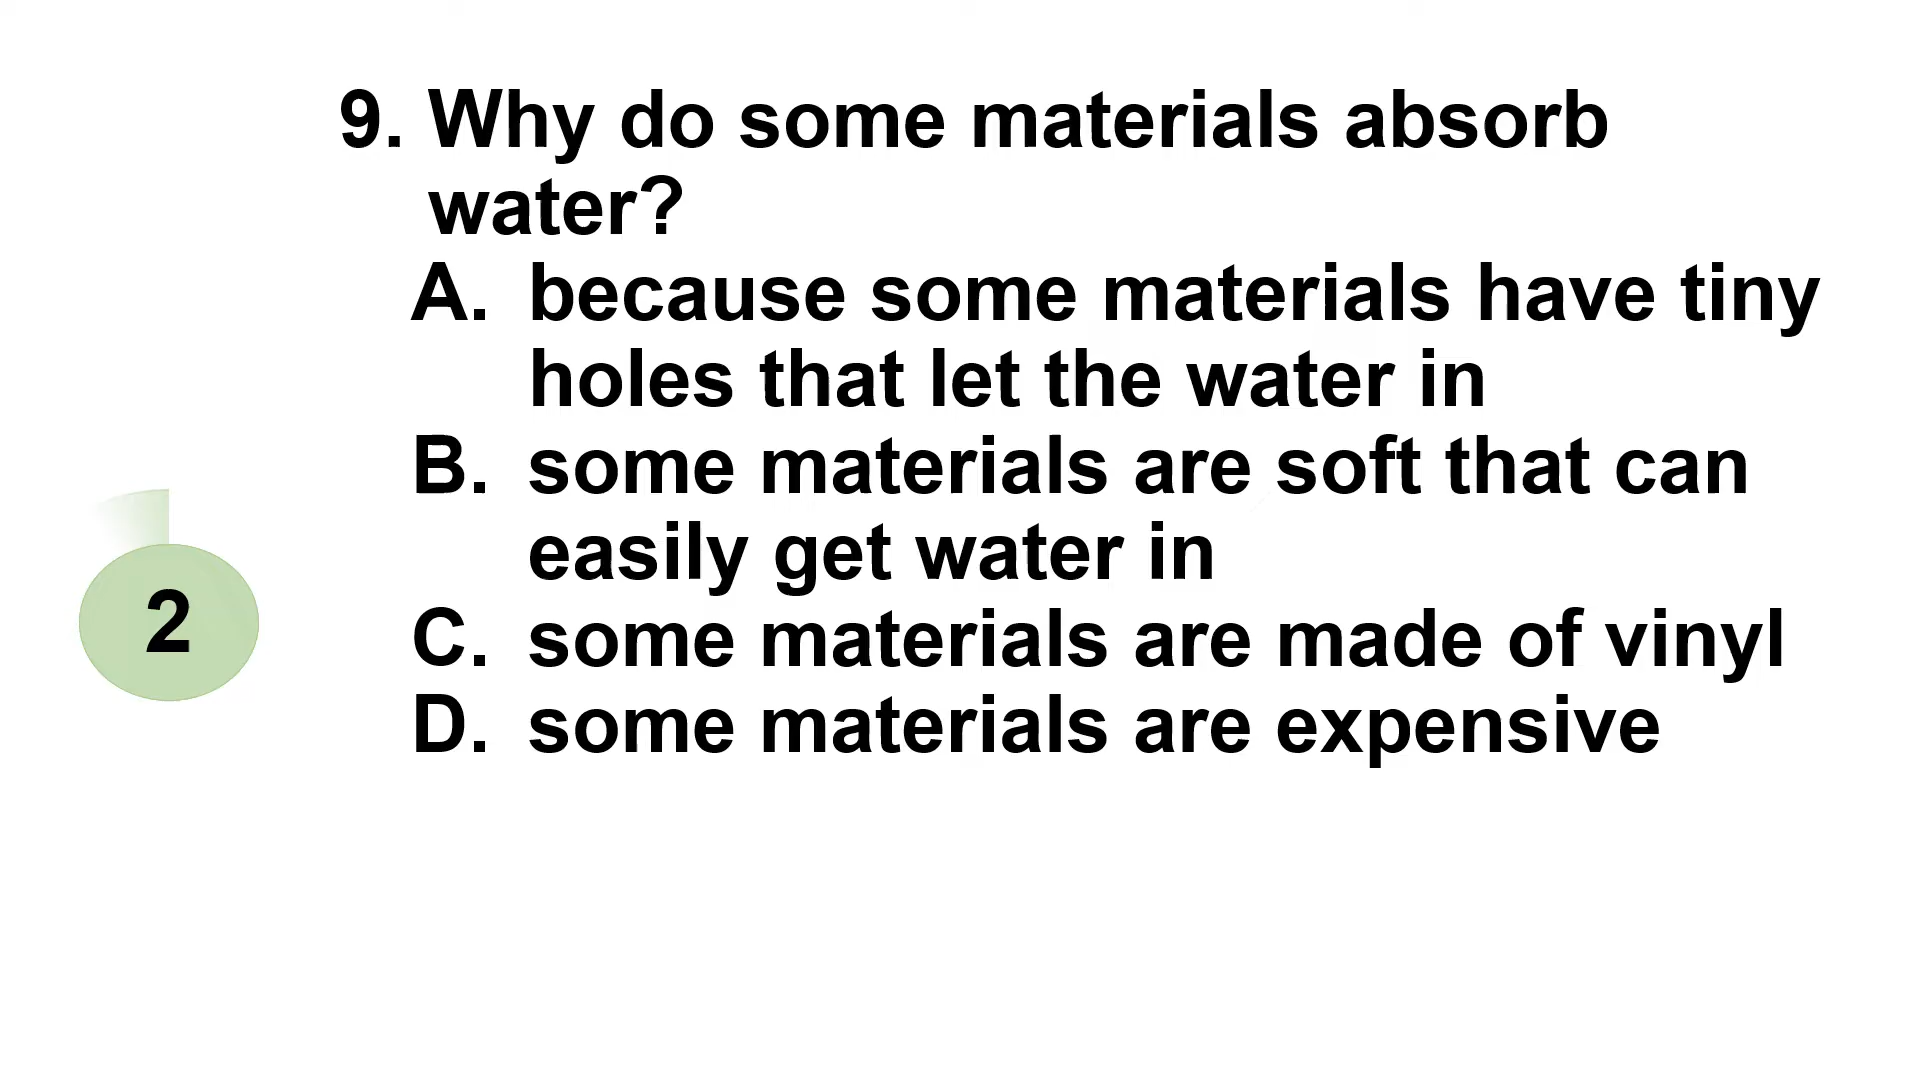 9. Why do some materials absorb
water?
A. because some materials have tiny
holes that let the water in
B. some materials are soft that can
easily get water in
C. some materials are made of vinyl
D. some materials are expensive
2